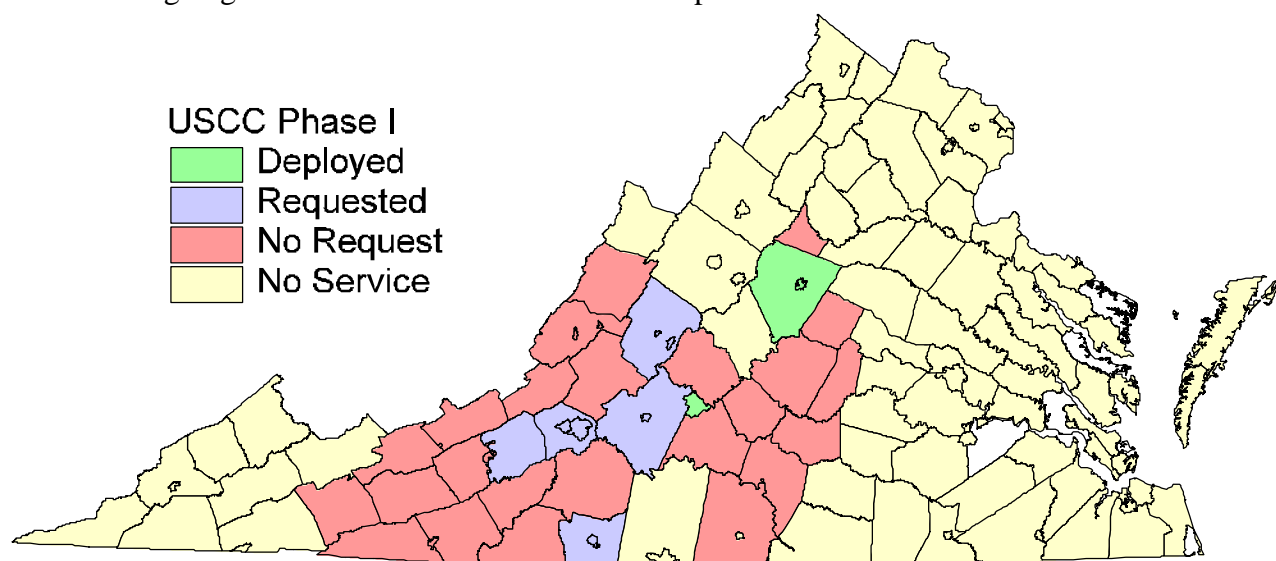 USCC Phase I
Deployed
Requested
No Request
No Service